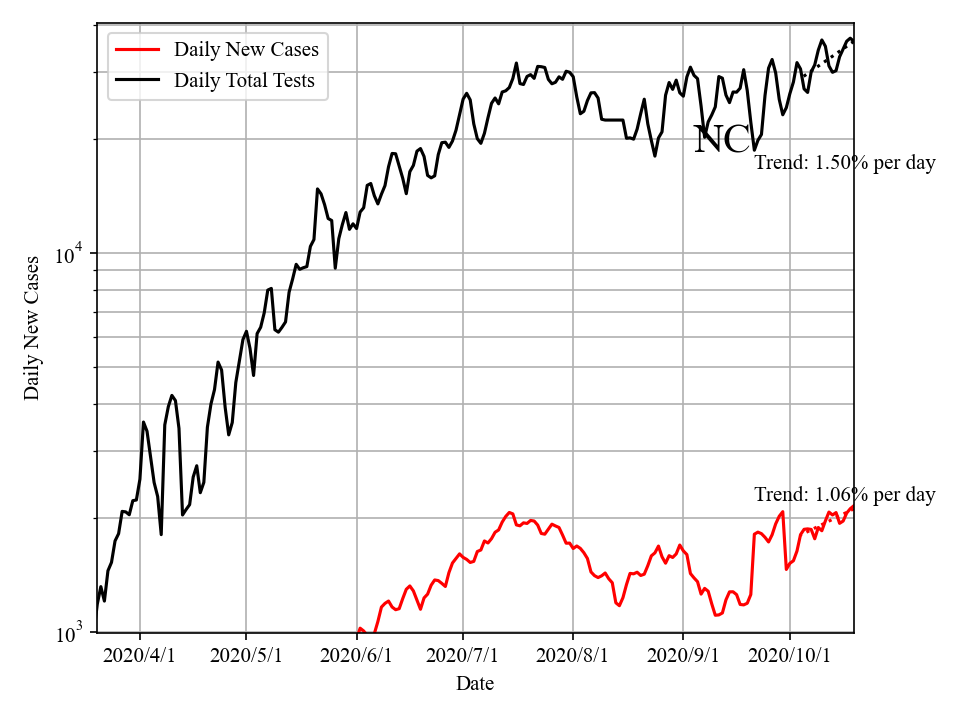 Daily New Cases
Daily Total Tests
NC
Trend: 1.50% per day
10^4
Daily New Cases
Trend: 1.06% per day
10^3
2020/4/1 2020/5/1 2020/6/1 2020/7/1 2020/8/1 2020/9/1 2020/10/1
Date